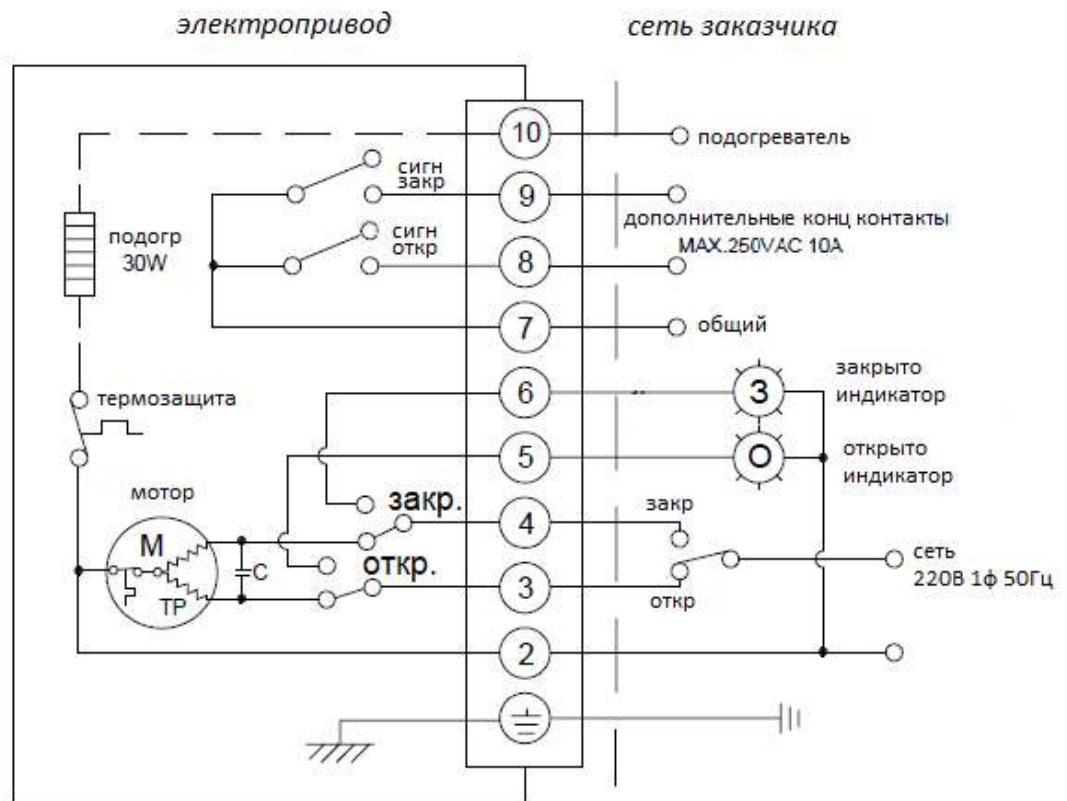 электропривод
сеть заказчика
10
подогреватель
сигн
закр
9
дополнительные конц контакты
MAX.250VAC 10A
подогр
30W
сигн
откр
8
7
общий
термозащита
6
З
закрыто
индикатор
5
О
открыто
индикатор
мотор
закр.
4
закр
М
С
откр.
3
откр
сеть
220В 1ф 50Гц
TP
2